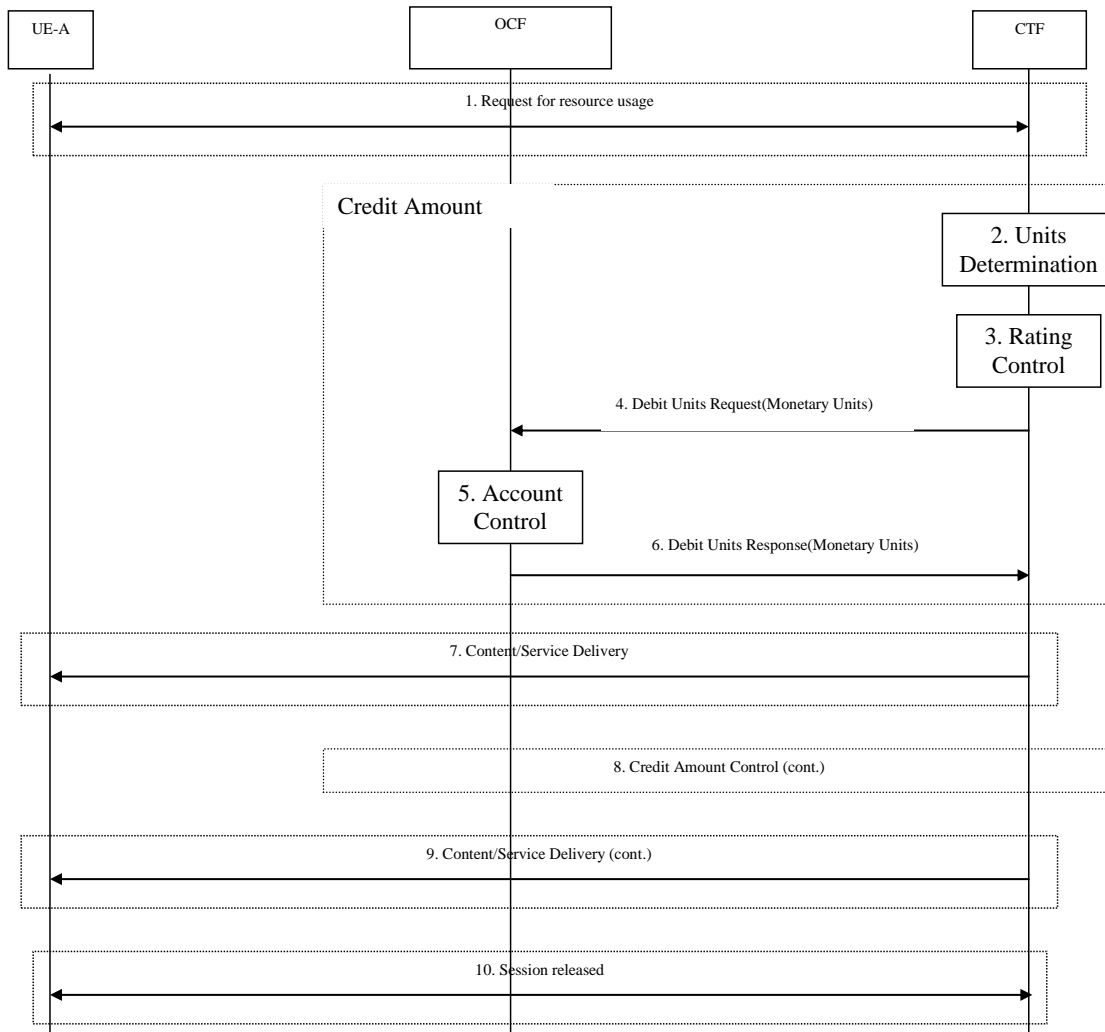 UE-A
OCF
CTF
1. Request for resource usage
Credit Amount
2. Units
Determination
3. Rating
Control
4. Debit Units Request(Monetary Units)
5. Account
Control
6. Debit Units Response(Monetary Units)
7. Content/Service Delivery
8. Credit Amount Control (cont.)
9. Content/Service Delivery (cont.)
10. Session released